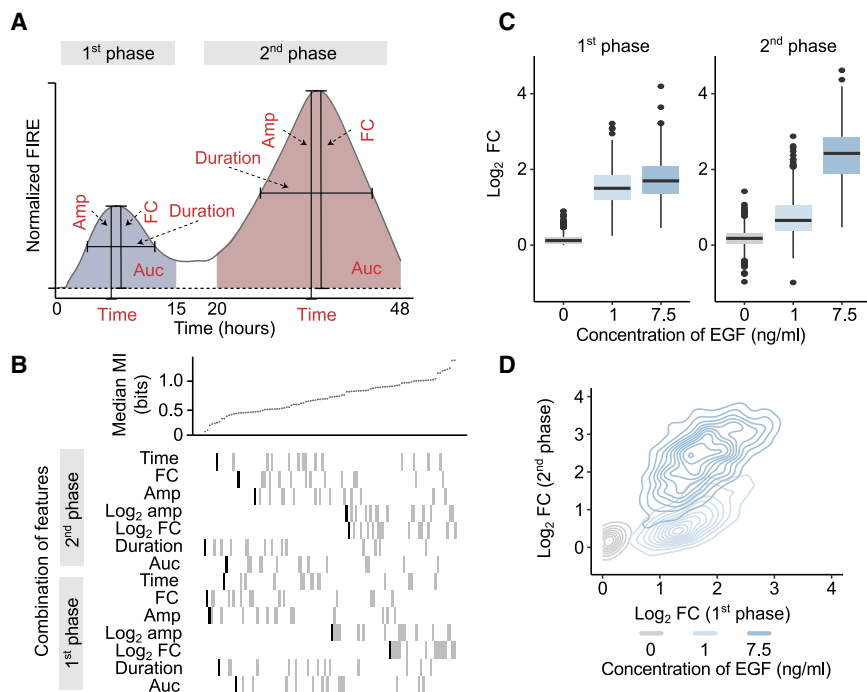 A
1st phase
2nd phase
Normalized FIRE
Amp
FC
Duration
Auc
Amp
FC
Duration
Auc
0
15
20
48
Time
Time (hours)
Time
B
Median MI
(bits)
1.0
0.5
0
Combination of features
2nd phase
Time
FC
Amp
Log2 amp
Log2 FC
Duration
Auc
1st phase
Time
FC
Amp
Log2 amp
Log2 FC
Duration
Auc
C
1st phase
2nd phase
Log2 FC
4
2
0
4
2
0
0
1
7.5
0
1
7.5
Concentration of EGF (ng/ml)
D
Log2 FC (2nd phase)
4
3
2
1
0
0
1
2
3
4
Log2 FC (1st phase)
0
1
7.5
Concentration of EGF (ng/ml)